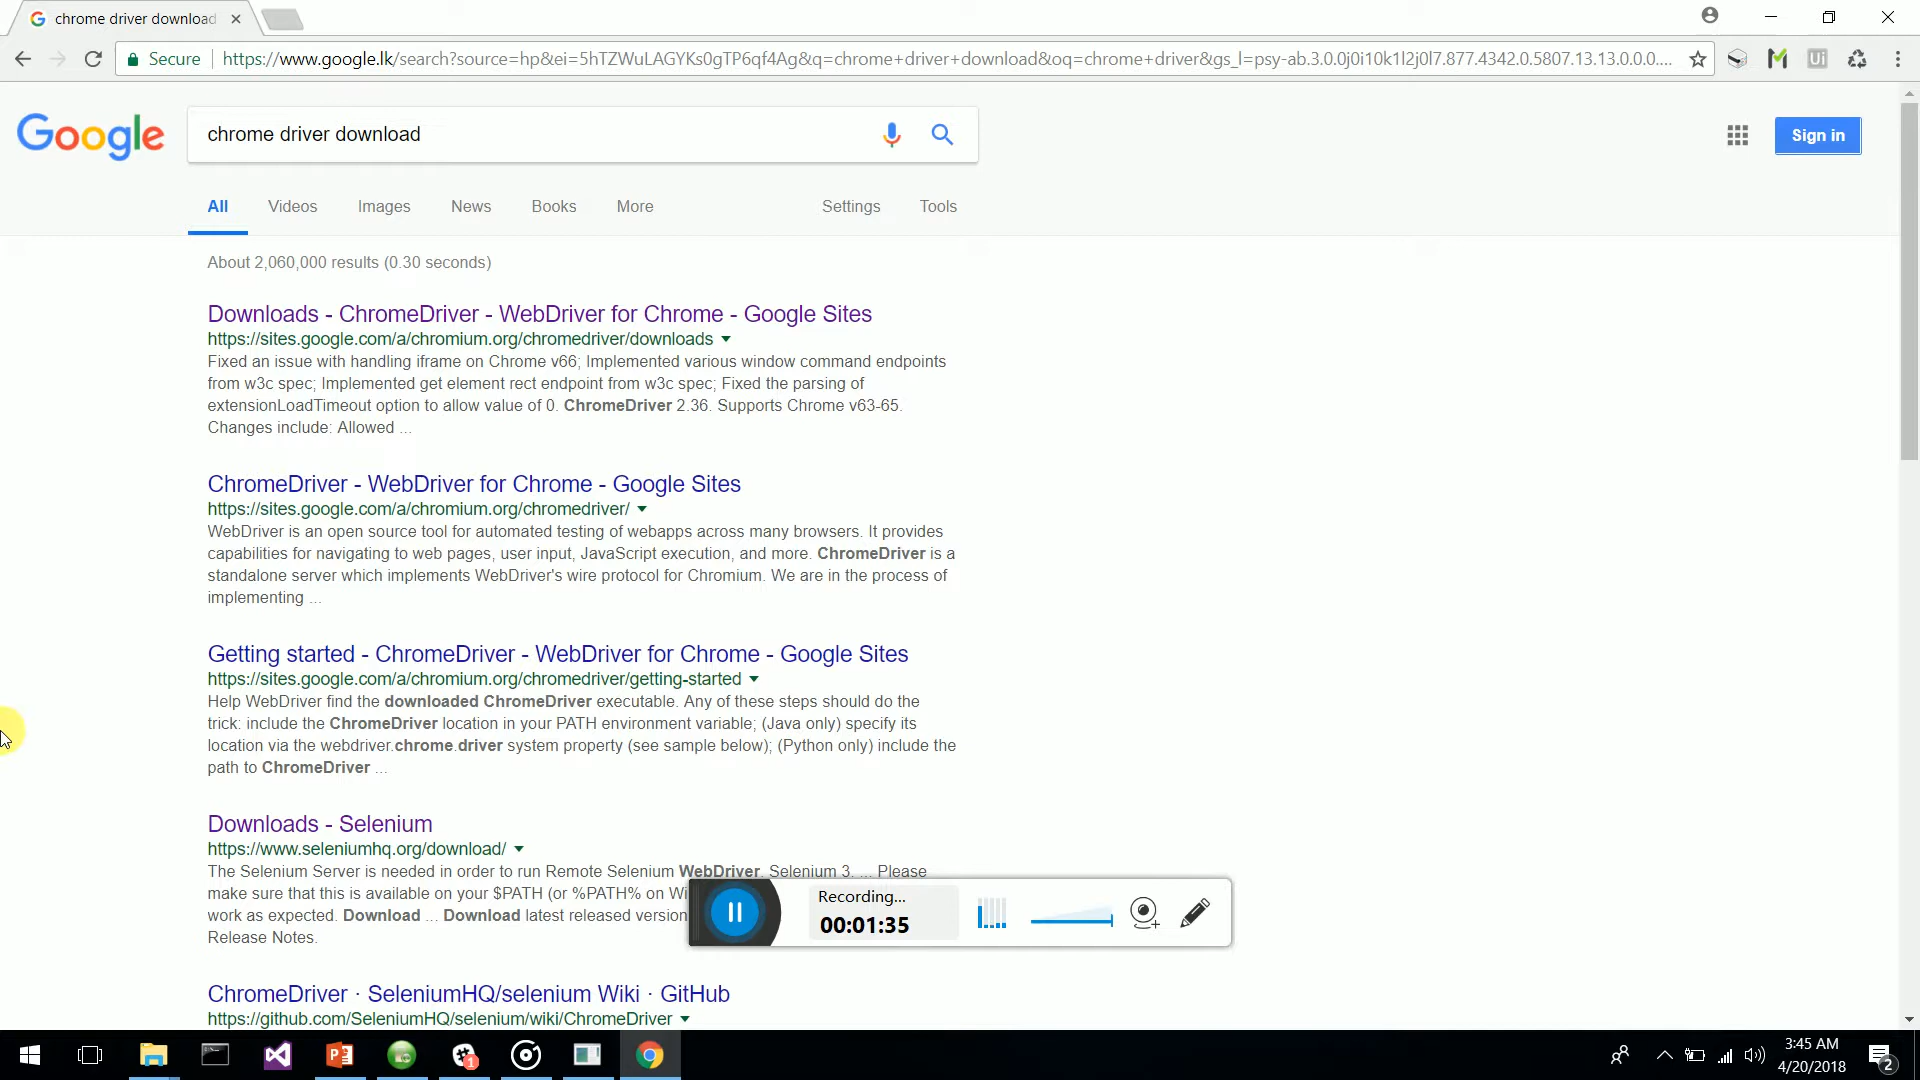 chrome driver download
Secure
https://www.google.lk/search?source=hp&ei=5hTZWuLAGYKs0gTP6qf4Ag&q=chrome+driver+download&oq=chrome+driver&gs_l=psy-ab.3.0.0j0i10k1l2j0l7.877.4342.0.5807.13.13.0.0.0....
Ui
Google
chrome driver download
Sign in
All Videos Images News Books More Settings Tools
About 2,060,000 results (0.30 seconds)
Downloads - ChromeDriver - WebDriver for Chrome - Google Sites
https://sites.google.com/a/chromium.org/chromedriver/downloads
Fixed an issue with handling iframe on Chrome v66; Implemented various window command endpoints
from w3c spec; Implemented get element rect endpoint from w3c spec; Fixed the parsing of
extensionLoadTimeout option to allow value of 0. ChromeDriver 2.36. Supports Chrome v63-65.
Changes include: Allowed ...
ChromeDriver - WebDriver for Chrome - Google Sites
https://sites.google.com/a/chromium.org/chromedriver/
WebDriver is an open source tool for automated testing of webapps across many browsers. It provides
capabilities for navigating to web pages, user input, JavaScript execution, and more. ChromeDriver is a
standalone server which implements WebDriver's wire protocol for Chromium. We are in the process of
implementing ...
Getting started - ChromeDriver - WebDriver for Chrome - Google Sites
https://sites.google.com/a/chromium.org/chromedriver/getting-started
Help WebDriver find the downloaded ChromeDriver executable. Any of these steps should do the
trick: include the ChromeDriver location in your PATH environment variable; (Java only) specify its
location via the webdriver.chrome.driver system property (see sample below); (Python only) include the
path to ChromeDriver ...
Downloads - Selenium
https://www.seleniumhq.org/download/
The Selenium Server is needed in order to run Remote Selenium WebDriver. Selenium 3. ... Please
make sure that this is available on your $PATH (or %PATH% on Wi
work as expected. Download ... Download latest released version
Release Notes.
Recording...
00:01:35
ChromeDriver · SeleniumHQ/selenium Wiki · GitHub
https://github.com/SeleniumHQ/selenium/wiki/ChromeDriver
1
3:45 AM
4/20/2018
2